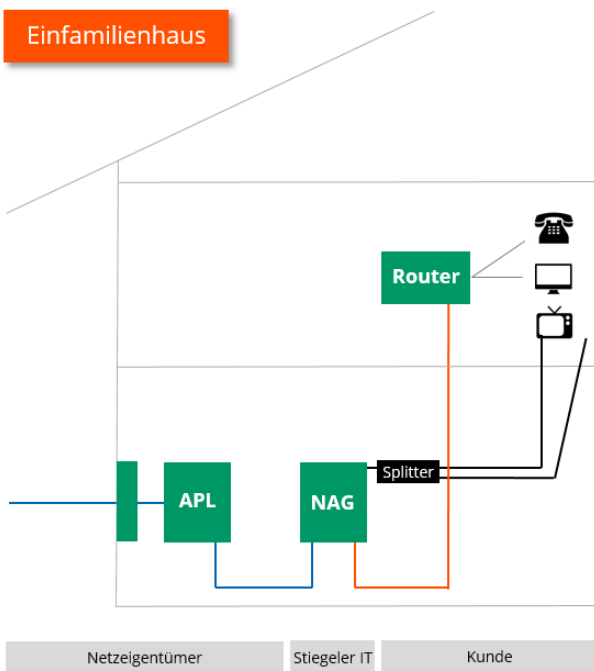 Einfamilienhaus
Router
Splitter
APL
NAG
Netzeigentümer
Stiegeler IT
Kunde